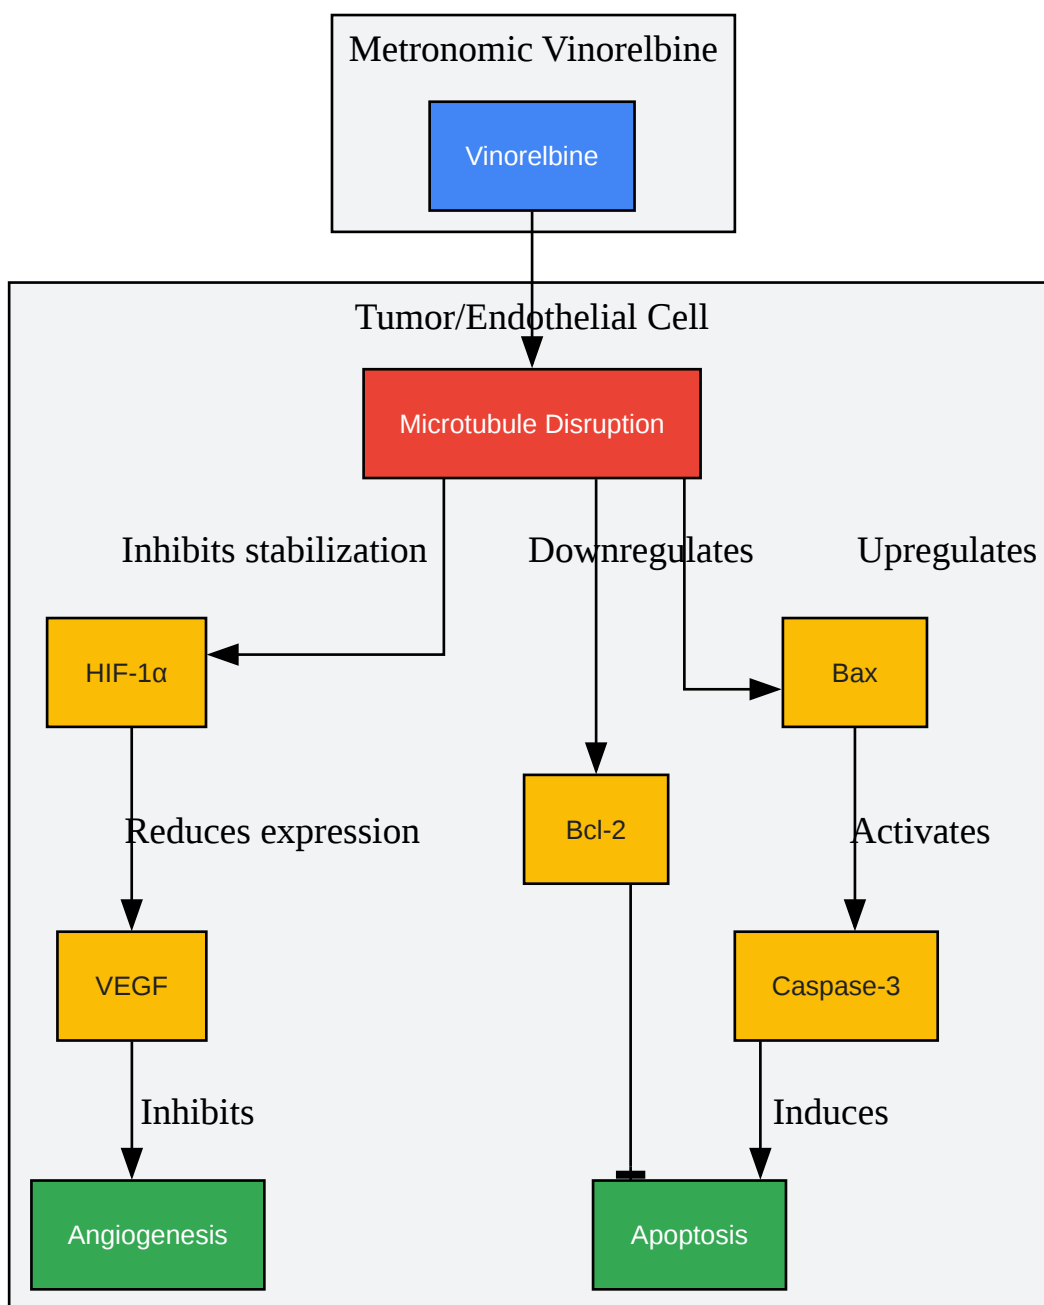 Metronomic Vinorelbine
Vinorelbine
Tumor/Endothelial Cell
Microtubule Disruption
Inhibits stabilization
Downregulates
Upregulates
HIF-1α
Bax
Bcl-2
Reduces expression
Activates
VEGF
Caspase-3
Inhibits
Induces
Angiogenesis
Apoptosis